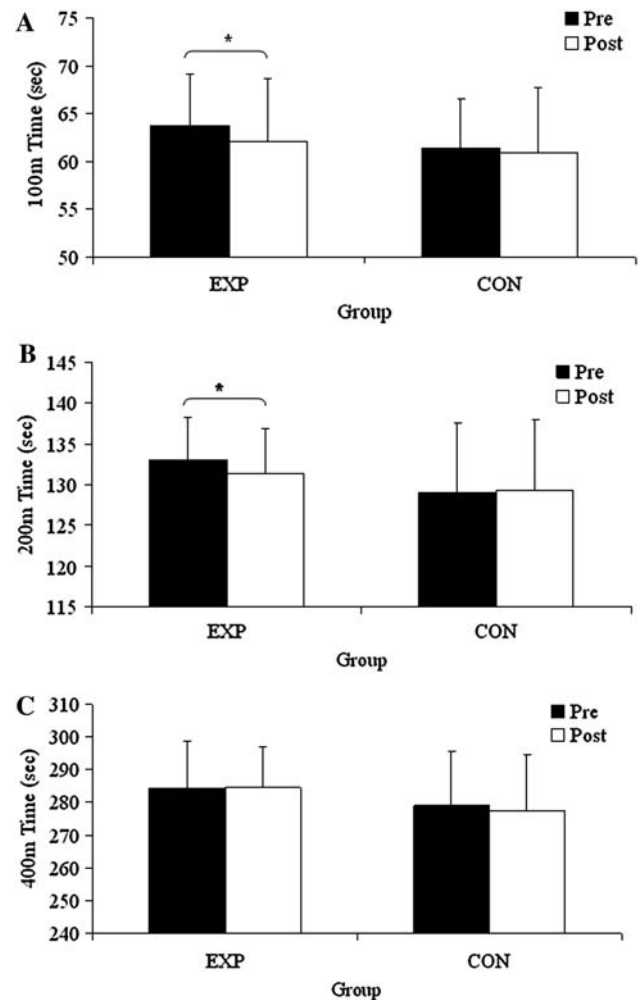 A
Pre
Post
*
100m Time (sec)
75
70
65
60
55
50
EXP CON
Group
B
Pre
Post
*
200m Time (sec)
145
140
135
130
125
120
115
EXP CON
Group
C
Pre
Post
400m Time (sec)
310
300
290
280
270
260
250
240
EXP CON
Group